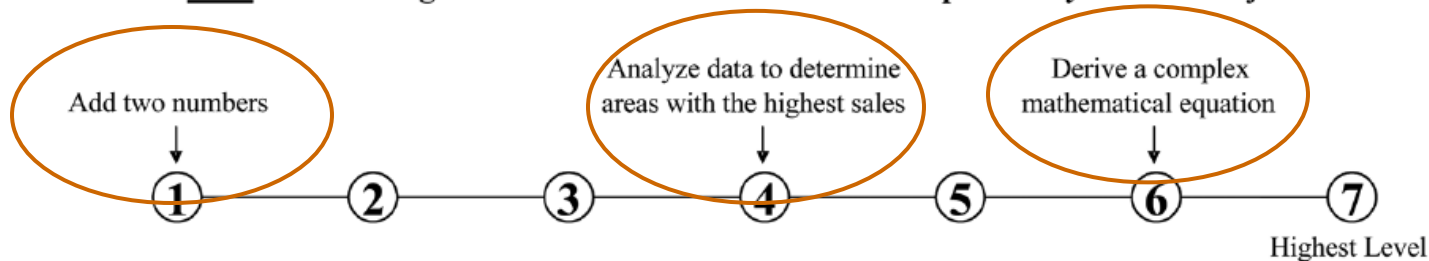 Add two numbers
Analyze data to determine
areas with the highest sales
Derive a complex
mathematical equation
1 2 3 4 5 6 7
Highest Level